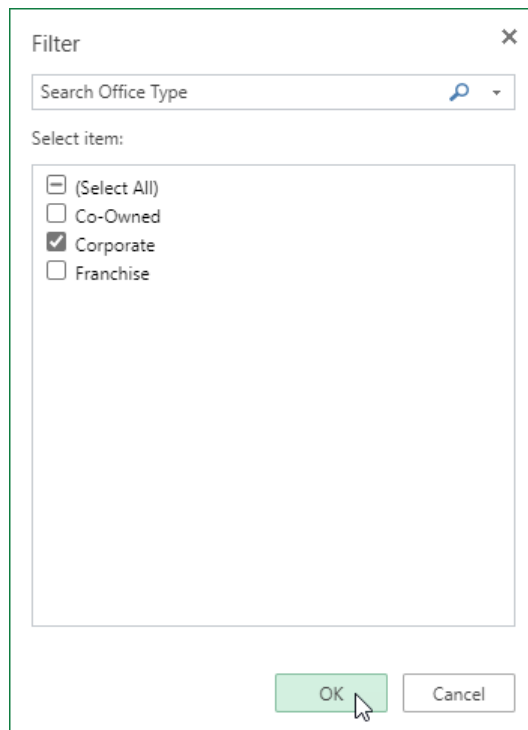 Filter
Search Office Type
Select item:
(Select All)
Co-Owned
Corporate
Franchise
OK
Cancel